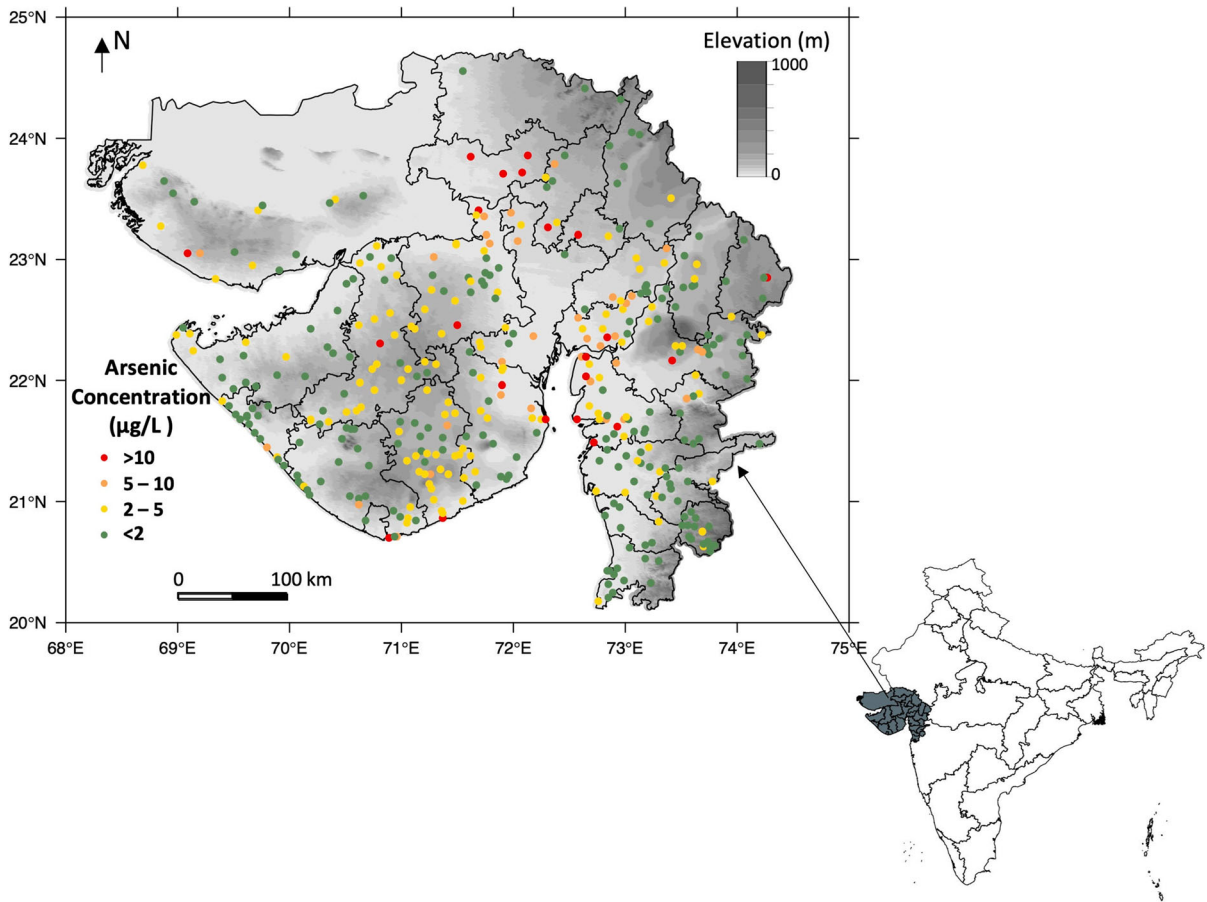 25°N
N
Elevation (m)
1000
0
24°N
23°N
22°N
Arsenic
Concentration
(µg/L )
>10
5 – 10
2 – 5
<2
21°N
0 100 km
20°N
68°E 69°E 70°E 71°E 72°E 73°E 74°E 75°E